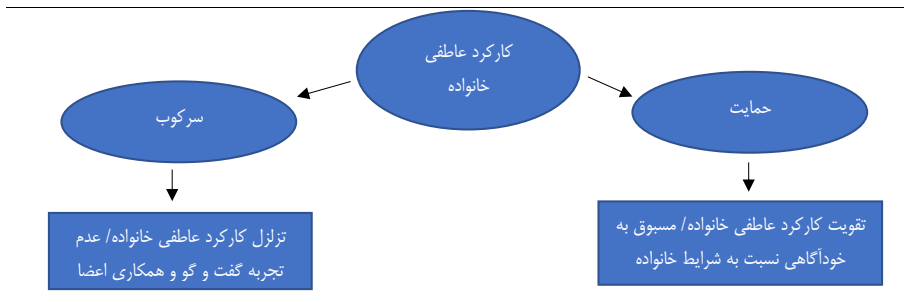 کارکرد عاطفی
خانواده
حمایت
سرکوب
تقویت کارکرد عاطفی خانواده/ مسبوق به
خودآگاهی نسبت به شرایط خانواده
تزلزل کارکرد عاطفی خانواده/ عدم
تجربه گفت و گو و همکاری اعضا